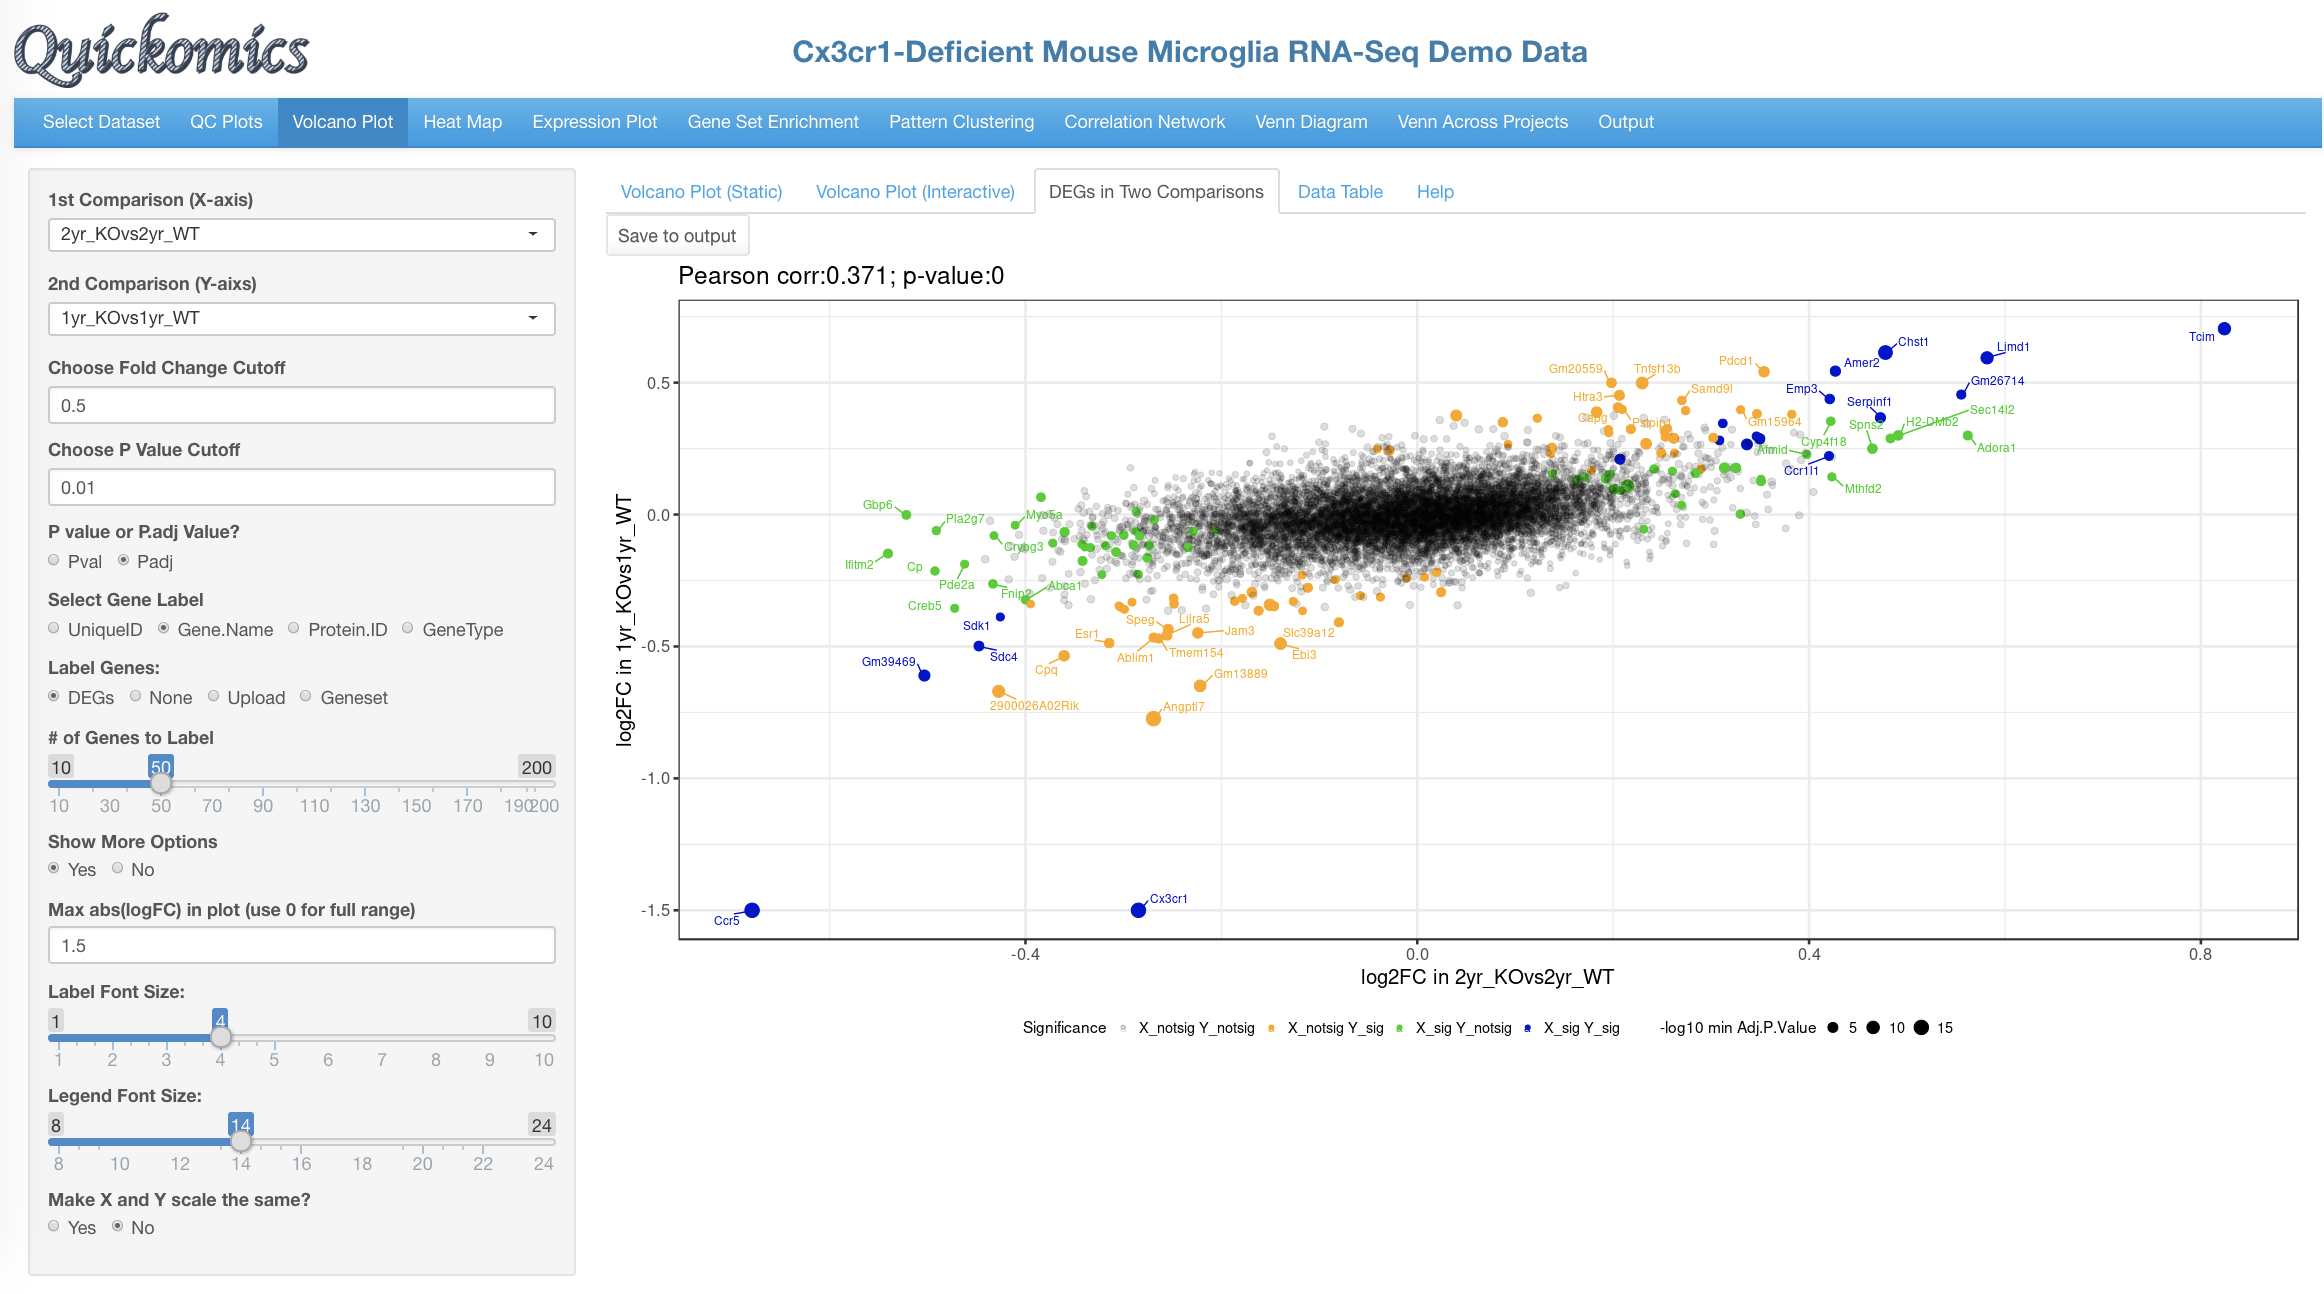 Quickomics
Cx3cr1-Deficient Mouse Microglia RNA-Seq Demo Data
Select Dataset QC Plots Volcano Plot Heat Map Expression Plot Gene Set Enrichment Pattern Clustering Correlation Network Venn Diagram Venn Across Projects Output
1st Comparison (X-axis)
2yr_KOvs2yr_WT
2nd Comparison (Y-aixs)
1yr_KOvs1yr_WT
Choose Fold Change Cutoff
0.5
Choose P Value Cutoff
0.01
P value or P.adj Value?
Pval Padj
Select Gene Label
UniqueID Gene.Name Protein.ID GeneType
Label Genes:
DEGs None Upload Geneset
# of Genes to Label
10 50 200
10 30 50 70 90 110 130 150 170 190 200
Show More Options
Yes No
Max abs(logFC) in plot (use 0 for full range)
1.5
Label Font Size:
1 4 10
1 2 3 4 5 6 7 8 9 10
Legend Font Size:
8 14 24
8 10 12 14 16 18 20 22 24
Make X and Y scale the same?
Yes No
Volcano Plot (Static) Volcano Plot (Interactive) DEGs in Two Comparisons Data Table Help
Save to output
Pearson corr:0.371; p-value:0
log2FC in 1yr_KOvs1yr_WT
0.5
0.0
-0.5
-1.0
-1.5
Tcim
Chst1
Limd1
Amer2
Pdcd1
Gm20559
Tnfsf13b
Gm26714
Emp3
Samd9l
Htra3
Serpinf1
Sec14l2
Capg
Gm15964
Spns2
H2-DMb2
Cyp4f18
Afmid
Adora1
Ccr1l1
Mthfd2
Gbp6
Pla2g7
Myo5a
Crybg3
Ifitm2
Cp
Pde2a
Fnip2
Abca1
Creb5
Sdk1
Speg
Lilra5
Esr1
Jam3
Slc39a12
Gm39469
Sdc4
Cpq
Ablim1
Tmem154
Ebi3
Gm13889
2900026A02Rik
Angptl7
Cx3cr1
Ccr5
-0.4 0.0 0.4 0.8
log2FC in 2yr_KOvs2yr_WT
Significance X_notsig Y_notsig X_notsig Y_sig X_sig Y_notsig X_sig Y_sig -log10 min Adj.P.Value 5 10 15